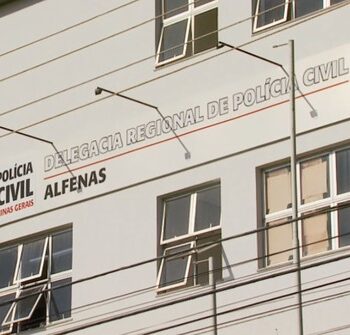 DELEGACIA REGIONAL DE POLÍCIA CIVIL
POLÍCIA
CIVIL
MINAS GERAIS
ALFENAS